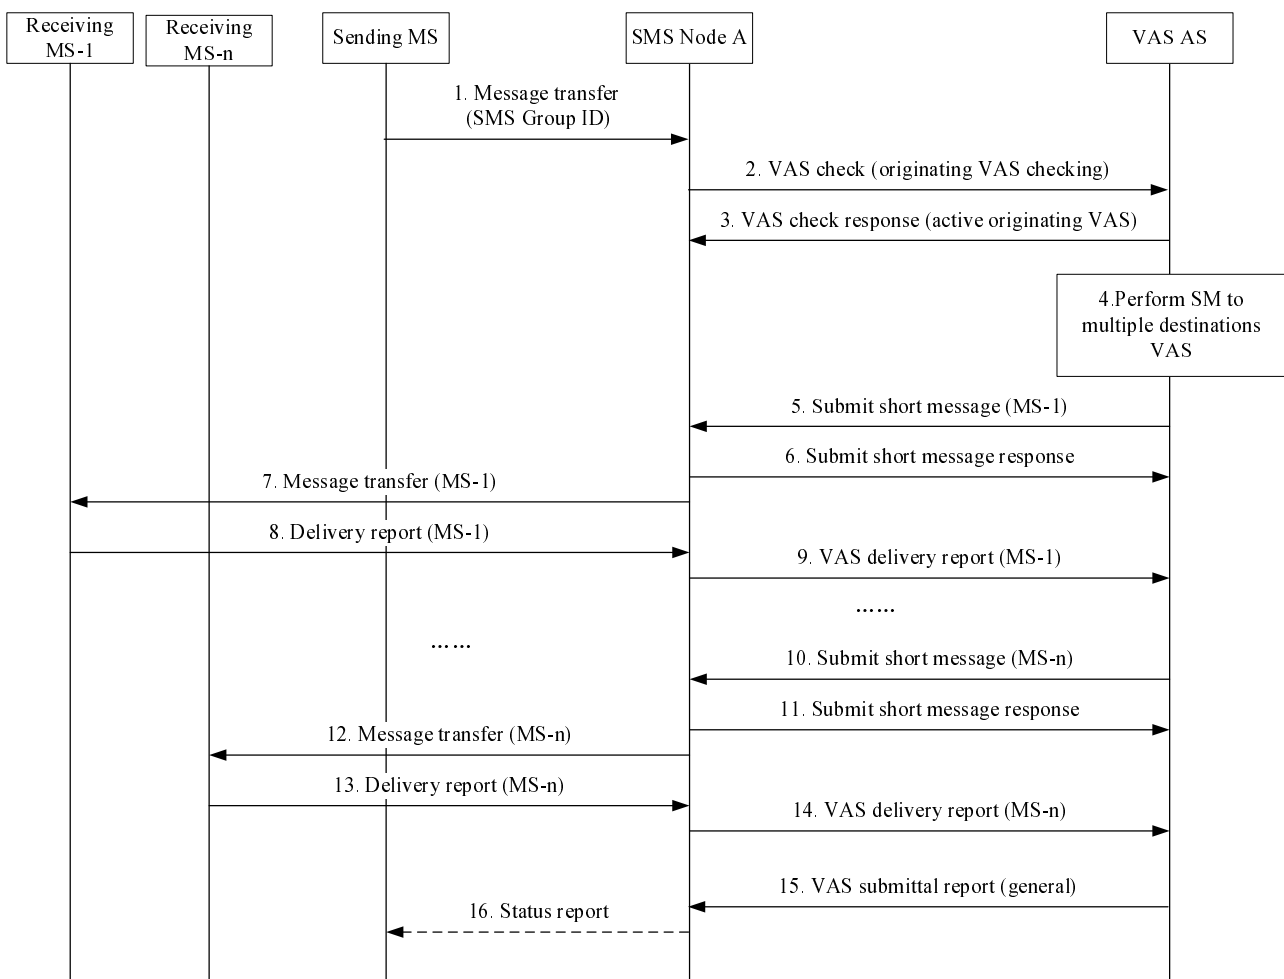 Receiving
MS-1
Receiving
MS-n
Sending MS
SMS Node A
VAS AS
1. Message transfer
(SMS Group ID)
2. VAS check (originating VAS checking)
3. VAS check response (active originating VAS)
4.Perform SM to
multiple destinations
VAS
5. Submit short message (MS-1)
6. Submit short message response
7. Message transfer (MS-1)
8. Delivery report (MS-1)
9. VAS delivery report (MS-1)
……
……
10. Submit short message (MS-n)
11. Submit short message response
12. Message transfer (MS-n)
13. Delivery report (MS-n)
14. VAS delivery report (MS-n)
15. VAS submittal report (general)
16. Status report